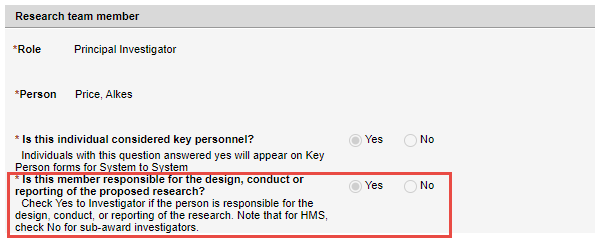 Research team member
*Role Principal Investigator
*Person Price, Alkes
* Is this individual considered key personnel? Yes No
Individuals with this question answered yes will appear on Key
Person forms for System to System
* Is this member responsible for the design, conduct or
reporting of the proposed research? Yes No
Check Yes to Investigator if the person is responsible for the
design, conduct, or reporting of the research. Note that for HMS,
check No for sub-award investigators.